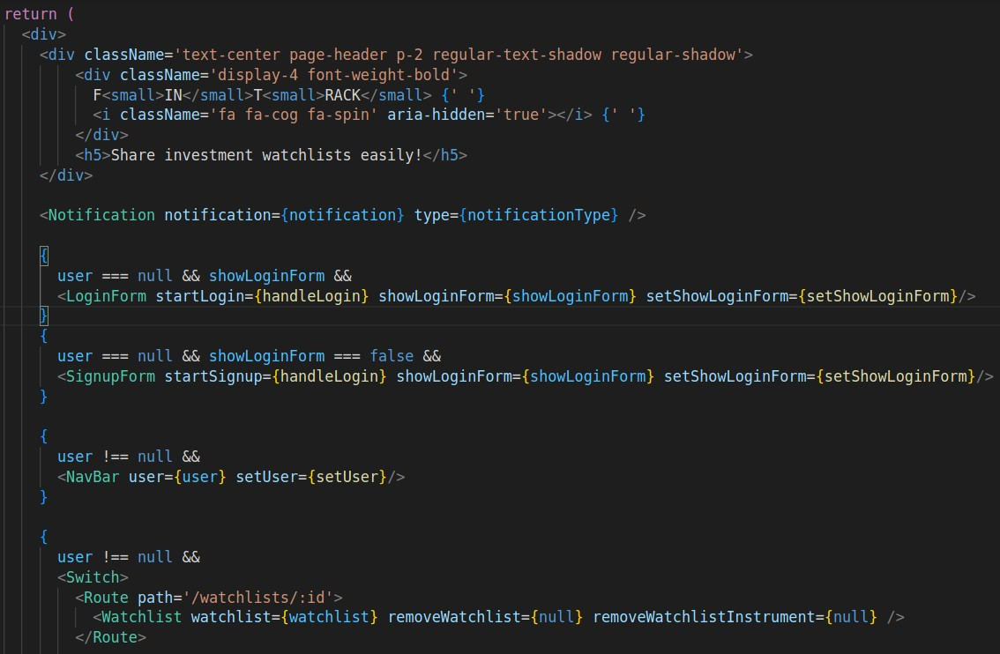 return (
<div>
<div className='text-center page-header p-2 regular-text-shadow regular-shadow'>
<div className='display-4 font-weight-bold'>
F<small>IN</small>T<small>RACK</small> {' '}
<i className='fa fa-cog fa-spin' aria-hidden='true'></i> {' '}
</div>
<h5>Share investment watchlists easily!</h5>
</div>
<Notification notification={notification} type={notificationType} />
{
user === null && showLoginForm &&
<LoginForm startLogin={handleLogin} showLoginForm={showLoginForm} setShowLoginForm={setShowLoginForm}/>
}
{
user === null && showLoginForm === false &&
<SignupForm startSignup={handleLogin} showLoginForm={showLoginForm} setShowLoginForm={setShowLoginForm}/>
}
{
user !== null &&
<NavBar user={user} setUser={setUser}/>
}
{
user !== null &&
<Switch>
<Route path='/watchlists/:id'>
<Watchlist watchlist={watchlist} removeWatchlist={null} removeWatchlistInstrument={null} />
</Route>